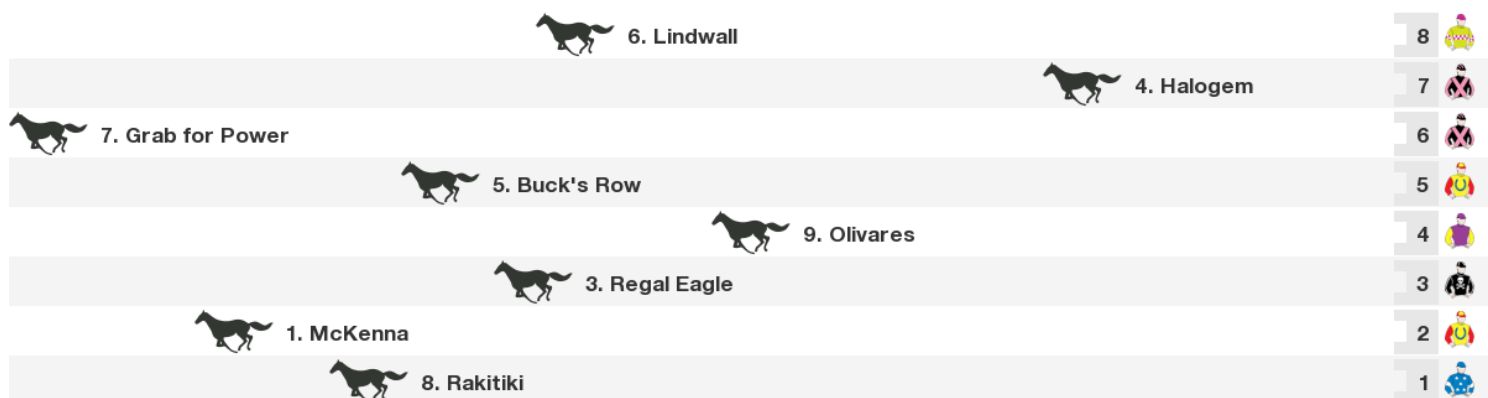 6. Lindwall 8
4. Halogem 7
7. Grab for Power 6
5. Buck's Row 5
9. Olivares 4
3. Regal Eagle 3
1. McKenna 2
8. Rakitiki 1